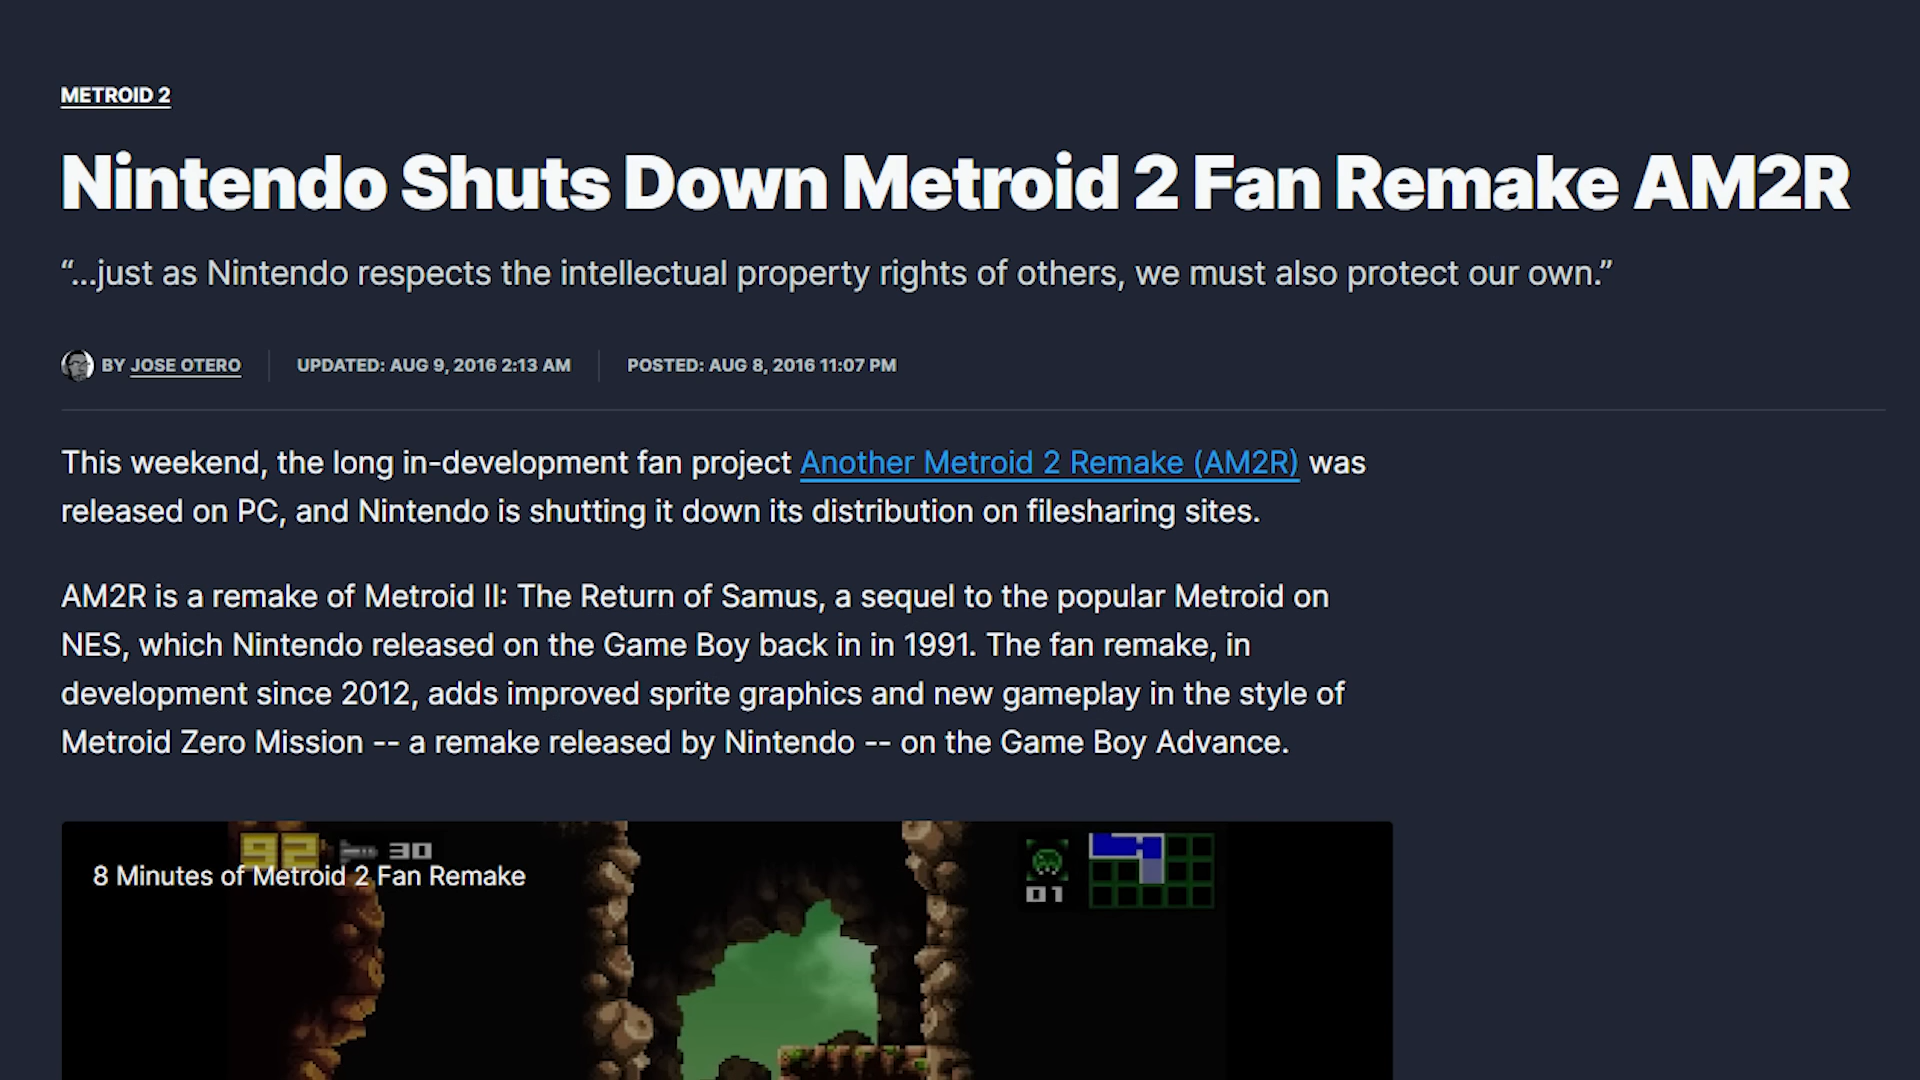 METROID 2
Nintendo Shuts Down Metroid 2 Fan Remake AM2R
“...just as Nintendo respects the intellectual property rights of others, we must also protect our own.”
BY JOSE OTERO UPDATED: AUG 9, 2016 2:13 AM POSTED: AUG 8, 2016 11:07 PM
This weekend, the long in-development fan project Another Metroid 2 Remake (AM2R) was
released on PC, and Nintendo is shutting it down its distribution on filesharing sites.
AM2R is a remake of Metroid II: The Return of Samus, a sequel to the popular Metroid on
NES, which Nintendo released on the Game Boy back in in 1991. The fan remake, in
development since 2012, adds improved sprite graphics and new gameplay in the style of
Metroid Zero Mission -- a remake released by Nintendo -- on the Game Boy Advance.
92 30
8 Minutes of Metroid 2 Fan Remake
01